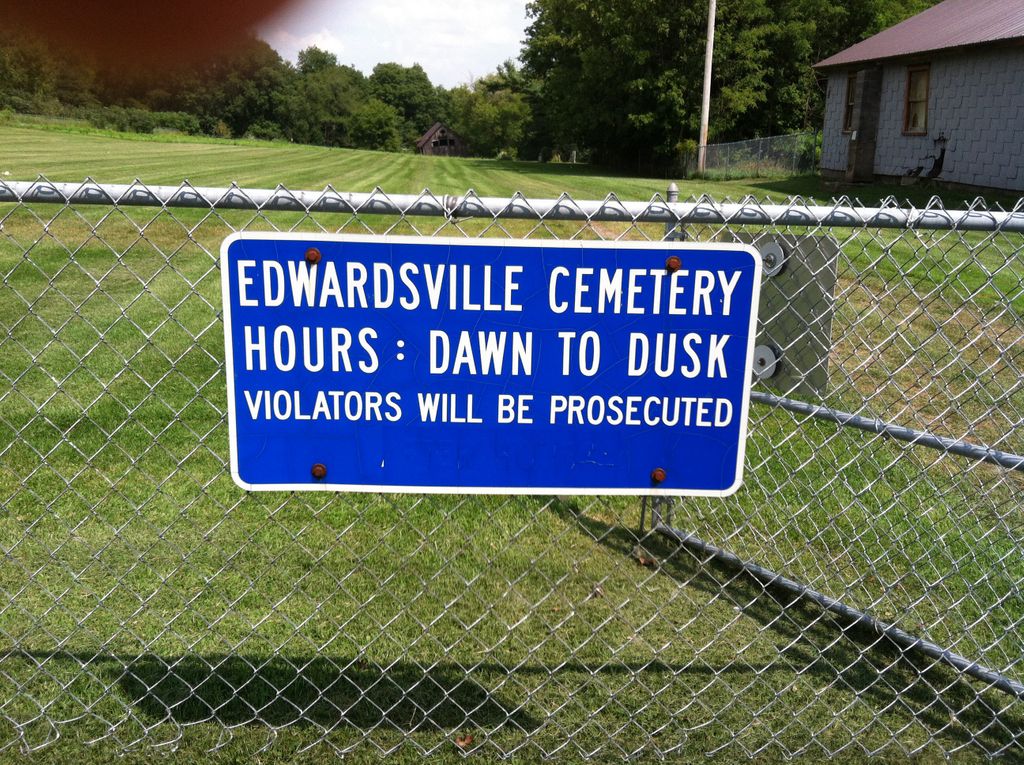 EDWARDSVILLE CEMETERY
HOURS: DAWN TO DUSK
VIOLATORS WILL BE PROSECUTED